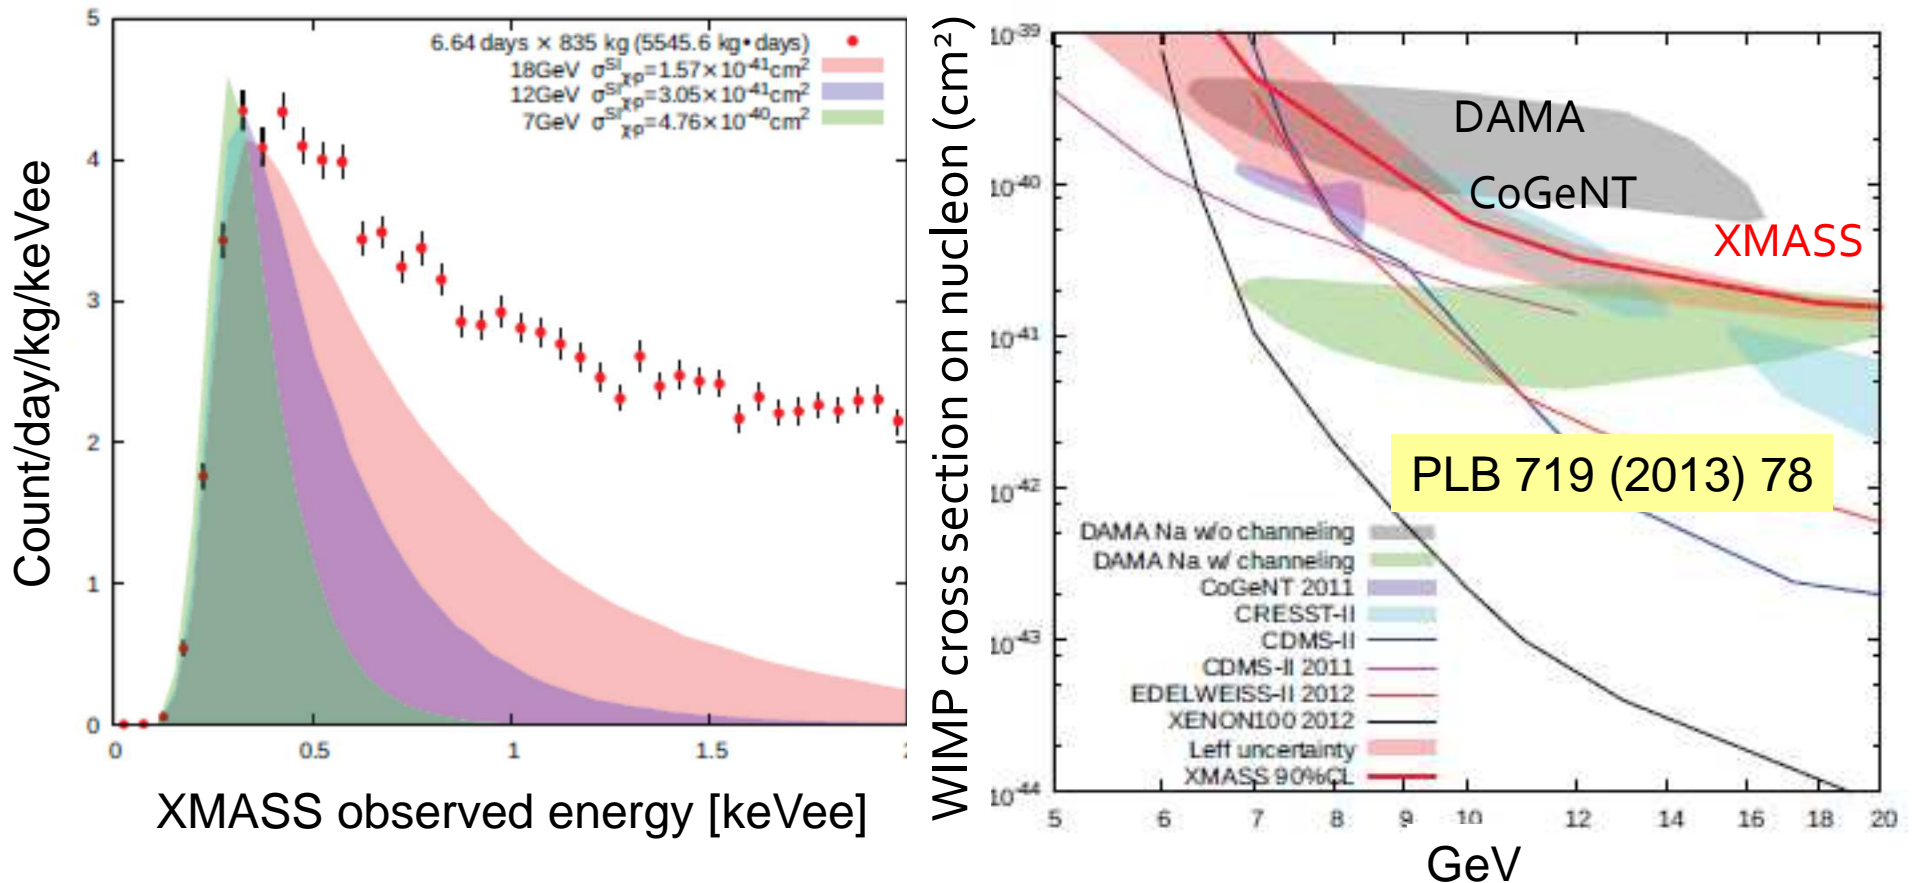 5
4
3
2
1
0
Count/day/kg/keVee
6.64 days × 835 kg (5545.6 kg•days)
18GeV σ^SI_χp=1.57×10^-41cm²
12GeV σ^SI_χp=3.05×10^-41cm²
7GeV σ^SI_χp=4.76×10^-40cm²
0 0.5 1 1.5
XMASS observed energy [keVee]
WIMP cross section on nucleon (cm²)
10^-39
10^-40
10^-41
10^-42
10^-43
10^-44
DAMA
CoGeNT
XMASS
PLB 719 (2013) 78
DAMA Na w/o channeling
DAMA Na w/ channeling
CoGeNT 2011
CRESST-II
CDMS-II
CDMS-II 2011
EDELWEISS-II 2012
XENON100 2012
Leff uncertainty
XMASS 90%CL
5 6 7 8 9 10 12 14 16 18 20
GeV